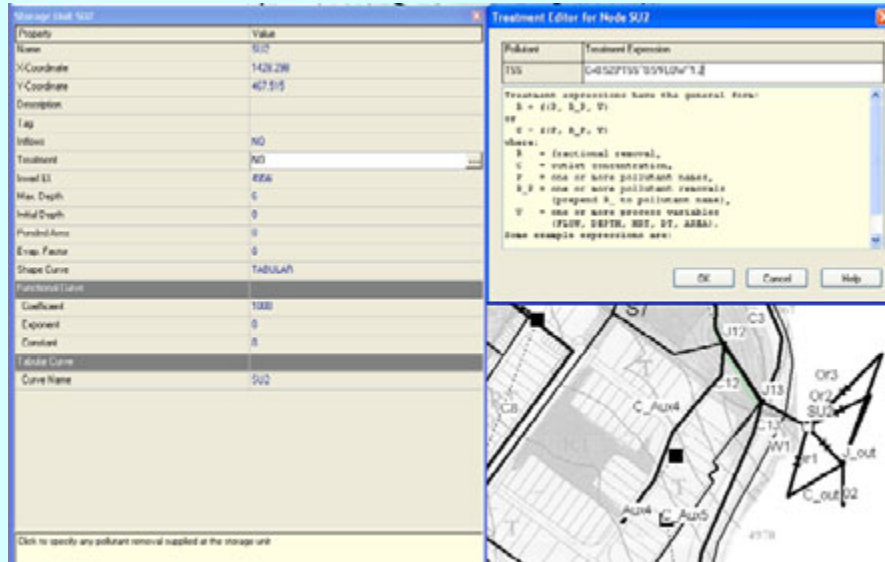 Storage Unit SU2
Property Value
Name SU2
X-Coordinate 1426.298
Y-Coordinate 467.515
Description
Tag
Inflows NO
Treatment NO ...
Invert El. 4956
Max. Depth 6
Initial Depth 0
Ponded Area 0
Evap. Factor 0
Shape Curve TABULAR
Functional Curve
Coefficient 1000
Exponent 0
Constant 0
Tabular Curve
Curve Name SU2
Click to specify any pollutant removal supplied at the storage unit
Treatment Editor for Node SU2
Pollutant Treatment Expression
TSS
Treatment expressions have the general form:
R = f(P, R_P, V)
or
C = f(P, R_P, V)
where:
R = fractional removal,
C = outlet concentration,
P = one or more pollutant names,
R_P = one or more pollutant removals
(prepend R_ to pollutant name),
V = one or more process variables
(FLOW, DEPTH, HRT, DT, AREA).
Some example expressions are:
OK Cancel Help
S7
J12
C3
C12
J13
Or3
Or2
SU2
C8
C_Aux4
W1
Or1
J_out
C_out
O2
Aux4
C_Aux5
4970